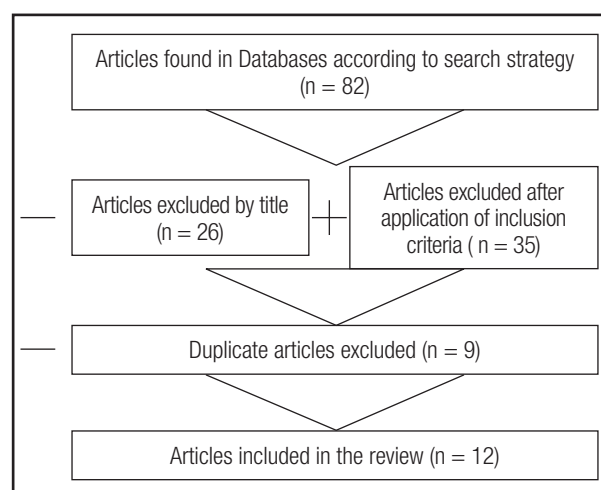 Articles found in Databases according to search strategy
(n = 82)
Articles excluded by title
(n = 26)
Articles excluded after
application of inclusion
criteria ( n = 35)
Duplicate articles excluded (n = 9)
Articles included in the review (n = 12)